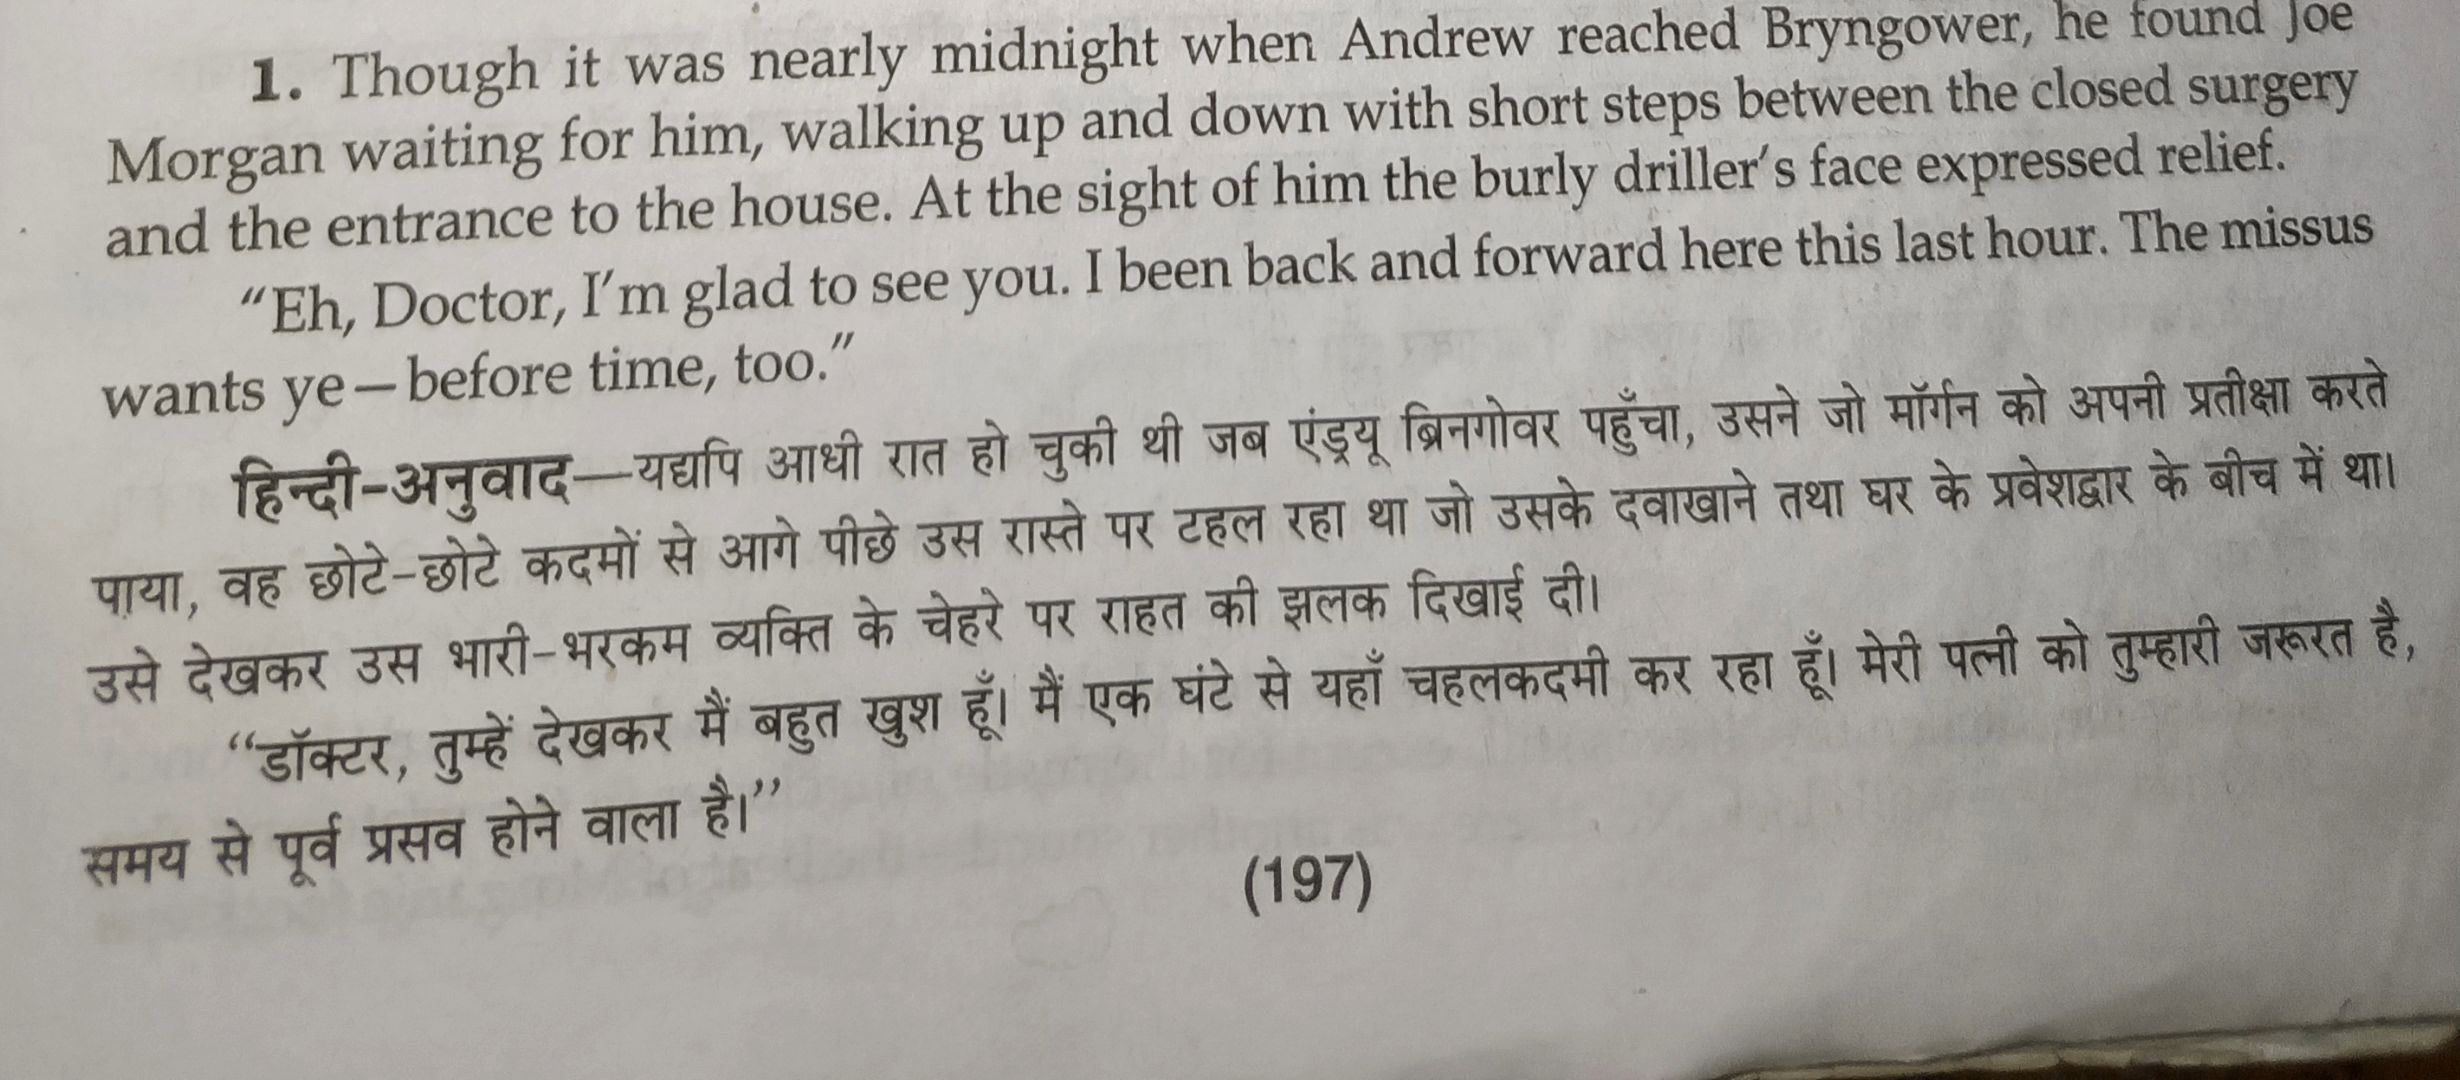 1. Though it was nearly midnight when Andrew reached Bryngower, he found Joe
Morgan waiting for him, walking up and down with short steps between the closed surgery
and the entrance to the house. At the sight of him the burly driller's face expressed relief.
"Eh, Doctor, I'm glad to see you. I been back and forward here this last hour. The missus
wants ye—before time, too."
हिन्दी-अनुवाद—यद्यपि आधी रात हो चुकी थी जब एंड्रयू ब्रिनगोवर पहुँचा, उसने जो मॉर्गन को अपनी प्रतीक्षा करते
पाया, वह छोटे-छोटे कदमों से आगे पीछे उस रास्ते पर टहल रहा था जो उसके दवाखाने तथा घर के प्रवेशद्वार के बीच में था।
उसे देखकर उस भारी-भरकम व्यक्ति के चेहरे पर राहत की झलक दिखाई दी।
"डॉक्टर, तुम्हें देखकर मैं बहुत खुश हूँ। मैं एक घंटे से यहाँ चहलकदमी कर रहा हूँ। मेरी पत्नी को तुम्हारी जरूरत है,
समय से पूर्व प्रसव होने वाला है।"
(197)